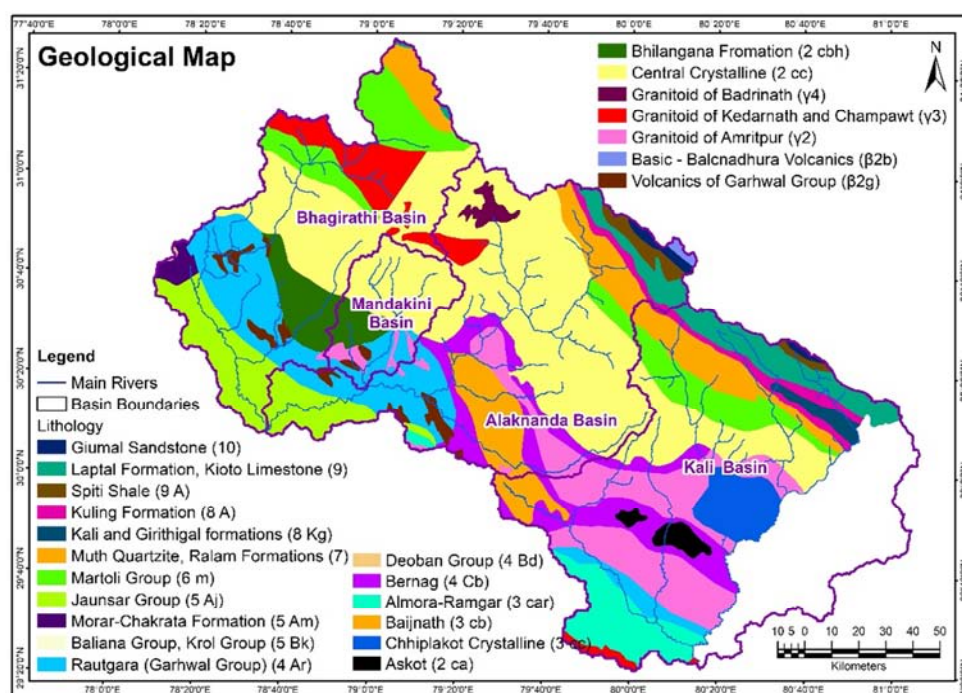 77°40'0"E 78°0'0"E 78°20'0"E 78°40'0"E 79°0'0"E 79°20'0"E 79°40'0"E 80°0'0"E 80°20'0"E 80°40'0"E 81°0'0"E
Geological Map
N
Bhilangana Fromation (2 cbh)
Central Crystalline (2 cc)
Granitoid of Badrinath (γ4)
Granitoid of Kedarnath and Champawt (γ3)
Granitoid of Amritpur (γ2)
Basic - Balcnadhura Volcanics (β2b)
Volcanics of Garhwal Group (β2g)
31°20'0"N
31°0'0"N
30°40'0"N
30°20'0"N
30°0'0"N
29°40'0"N
Bhagirathi Basin
Mandakini
Basin
Alaknanda Basin
Kali Basin
Legend
Main Rivers
Basin Boundaries
Lithology
Giumal Sandstone (10)
Laptal Formation, Kioto Limestone (9)
Spiti Shale (9 A)
Kuling Formation (8 A)
Kali and Girithigal formations (8 Kg)
Muth Quartzite, Ralam Formations (7)
Martoli Group (6 m)
Jaunsar Group (5 Aj)
Morar-Chakrata Formation (5 Am)
Baliana Group, Krol Group (5 Bk)
Rautgara (Garhwal Group) (4 Ar)
Deoban Group (4 Bd)
Bernag (4 Cb)
Almora-Ramgar (3 car)
Baijnath (3 cb)
Chhiplakot Crystalline (3 cc)
Askot (2 ca)
10 5 0 10 20 30 40 50
Kilometers
78°0'0"E 78°20'0"E 78°40'0"E 79°0'0"E 79°20'0"E 79°40'0"E 80°0'0"E 80°20'0"E 80°40'0"E 81°0'0"E